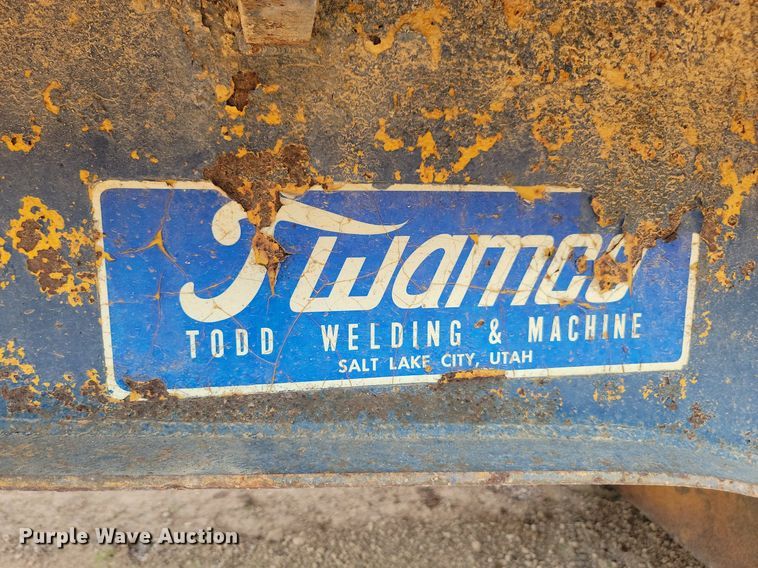 Twamco
TODD WELDING & MACHINE
SALT LAKE CITY, UTAH
Purple Wave Auction